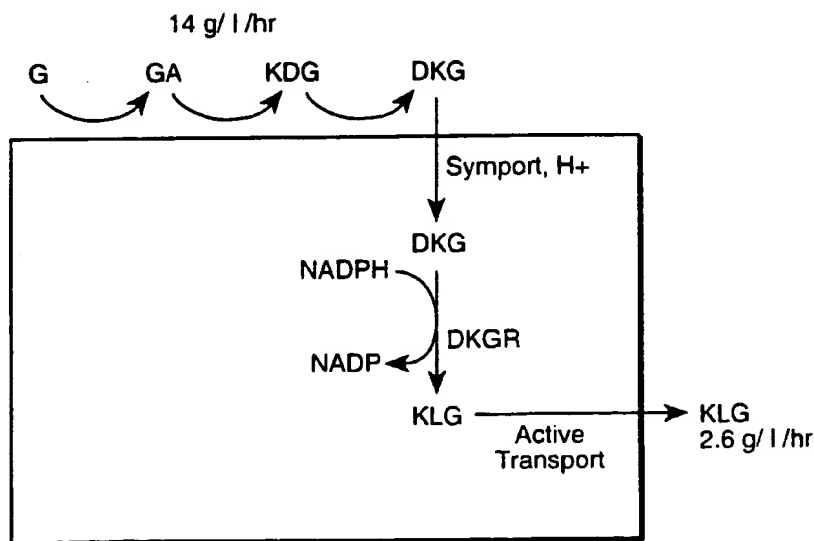 14 g/ l /hr
G GA KDG DKG
Symport, H+
DKG
NADPH
DKGR
NADP
KLG
Active
Transport
KLG
2.6 g/ l /hr